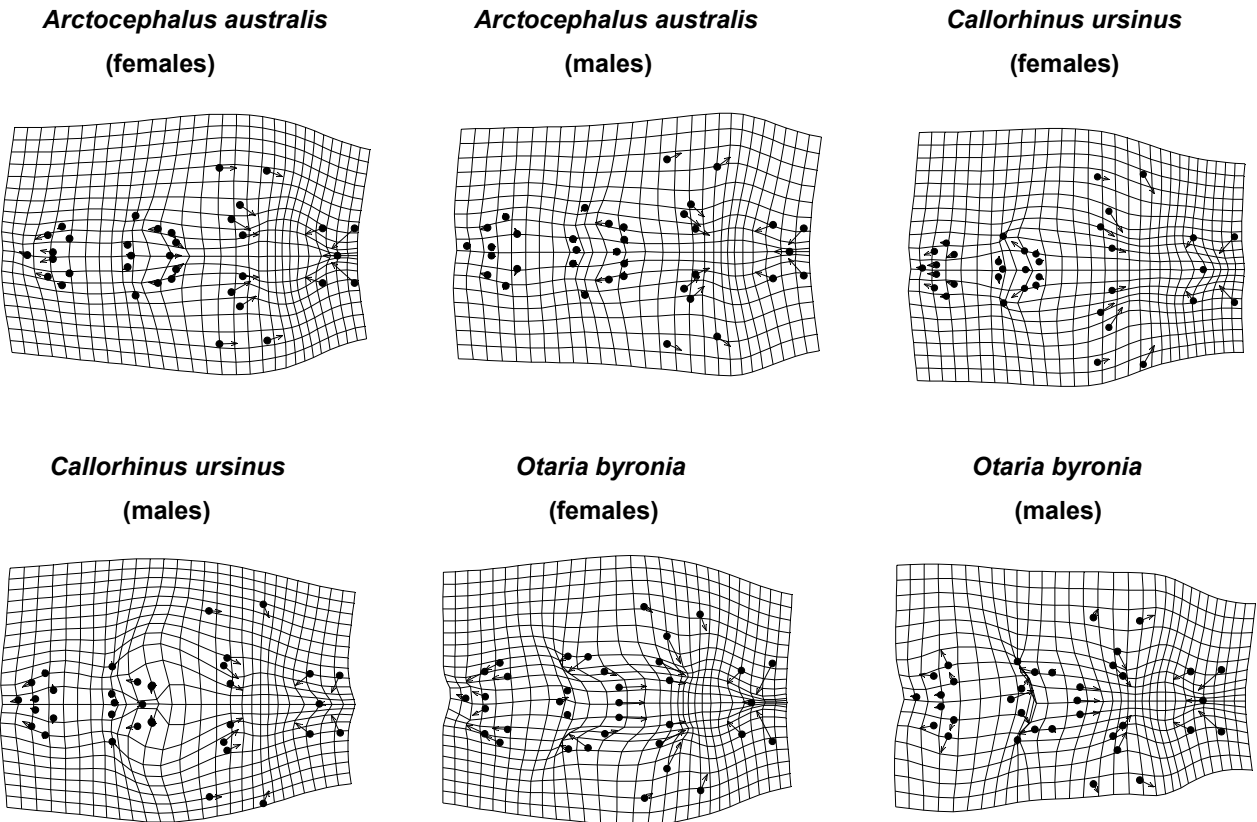 Arctocephalus australis
(females)
Arctocephalus australis
(males)
Callorhinus ursinus
(females)
Callorhinus ursinus
(males)
Otaria byronia
(females)
Otaria byronia
(males)